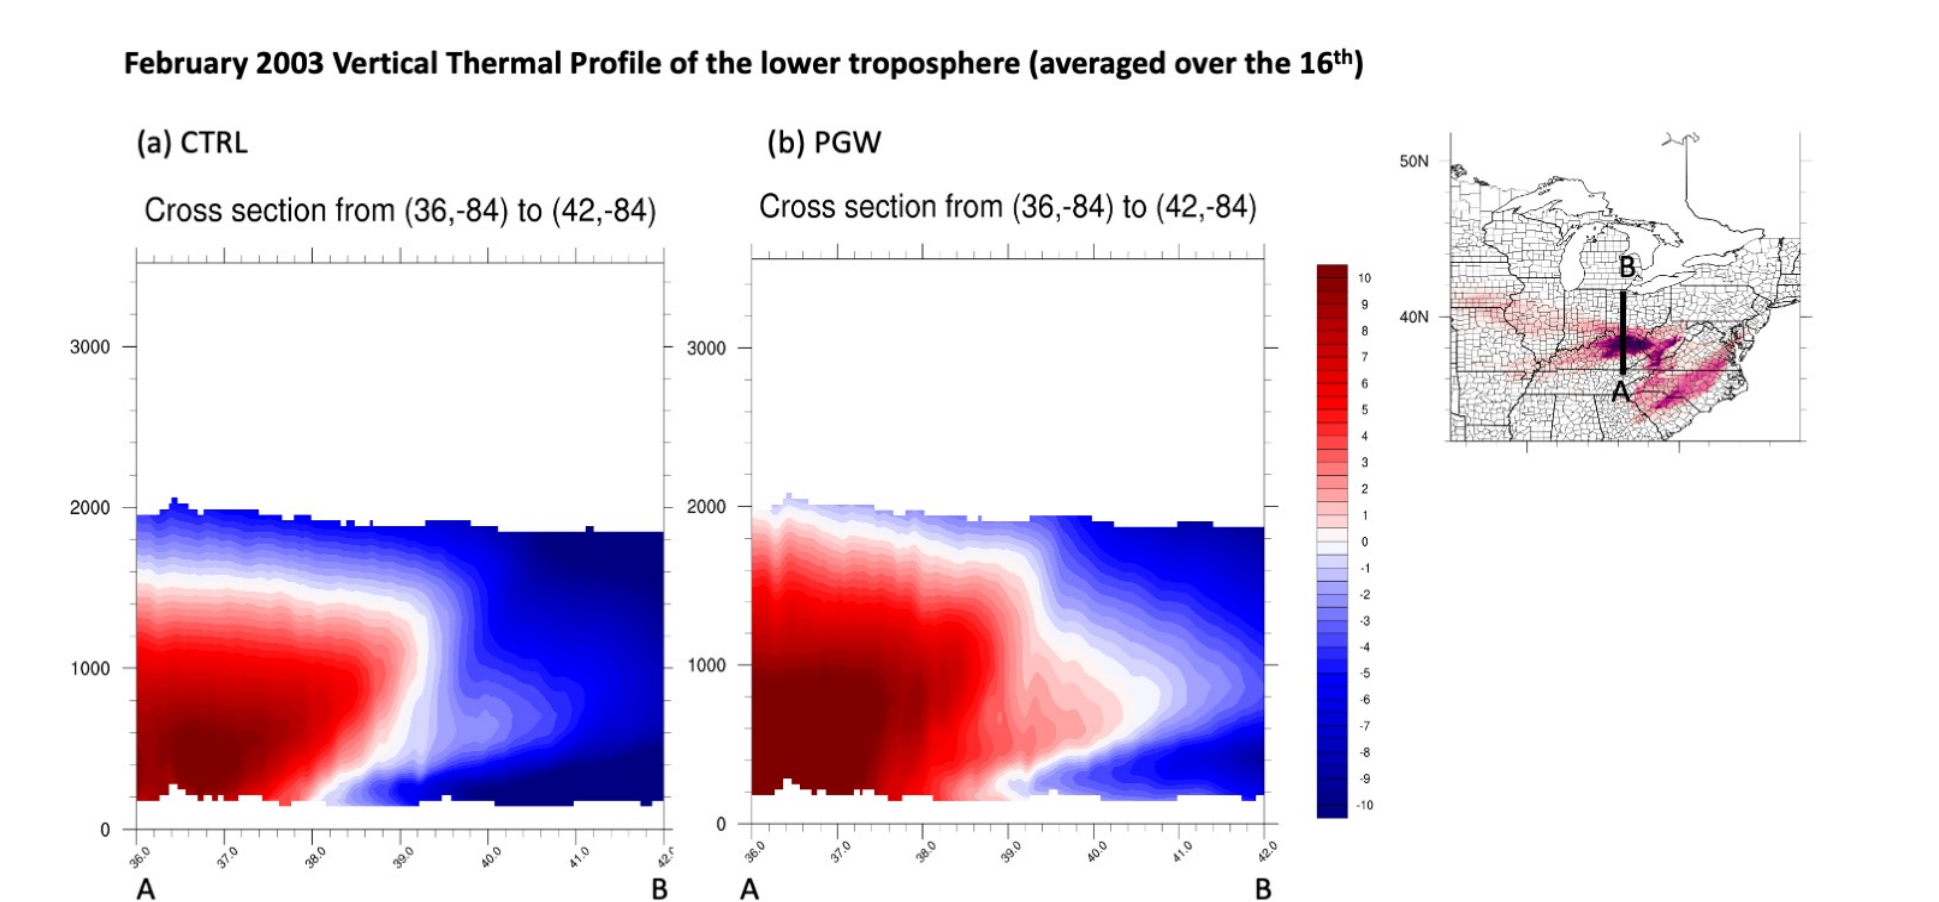 February 2003 Vertical Thermal Profile of the lower troposphere (averaged over the 16th)
(a) CTRL
(b) PGW
Cross section from (36,-84) to (42,-84)
Cross section from (36,-84) to (42,-84)
3000
2000
1000
0
36.0 37.0 38.0 39.0 40.0 41.0 42.0
A B
3000
2000
1000
0
36.0 37.0 38.0 39.0 40.0 41.0 42.0
A B
10
9
8
7
6
5
4
3
2
1
0
-1
-2
-3
-4
-5
-6
-7
-8
-9
-10
50N
40N
B
A